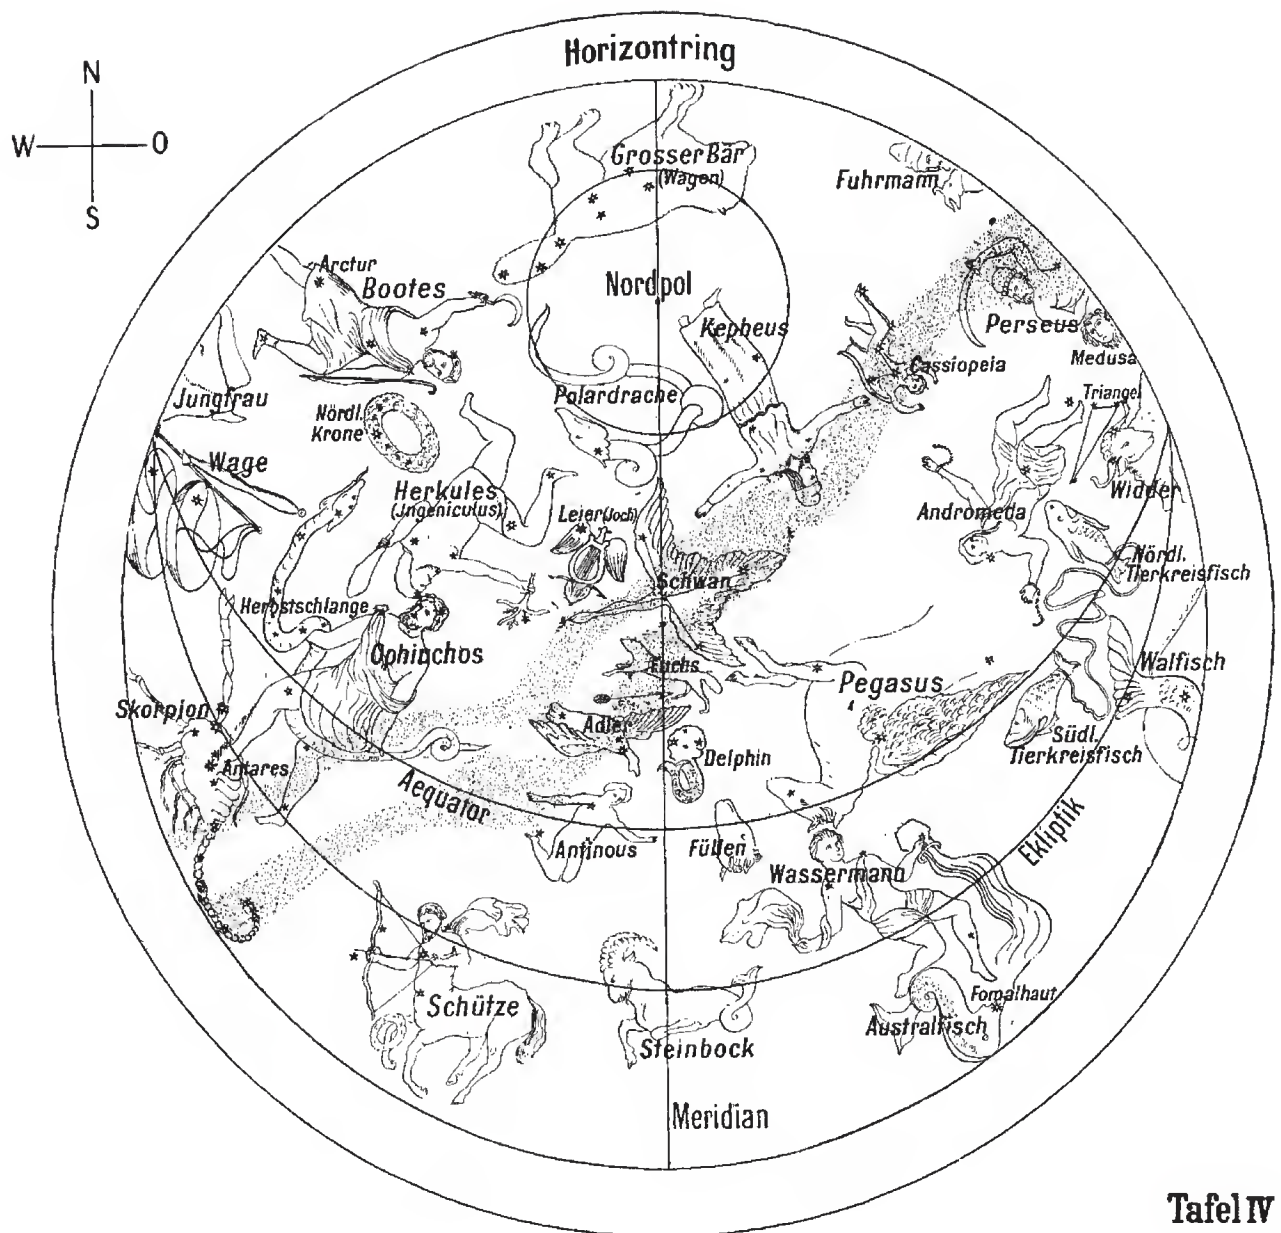 Horizontring
N
W O
S
Grosser Bär
(Wagen)
Fuhrmann
Arctur
Bootes
Nordpol
Kepheus
Perseus
Medusa
Cassiopeia
Jungfrau
Nördl.
Krone
Polardrache
Triangel
Wage
Herkules
(Jngeniculus)
Leier (Joch)
Widder
Andromeda
Nördl.
Tierkreisfisch
Schwan
Herbstschlange
Ophinchos
Fuchs
Walfisch
Pegasus
Skorpion
Adler
Südl.
Tierkreisfisch
Antares
Delphin
Aequator
Antinous
Füllen
Wassermann
Ekliptik
Schütze
Fomalhaut
Australfisch
Steinbock
Meridian
Tafel IV